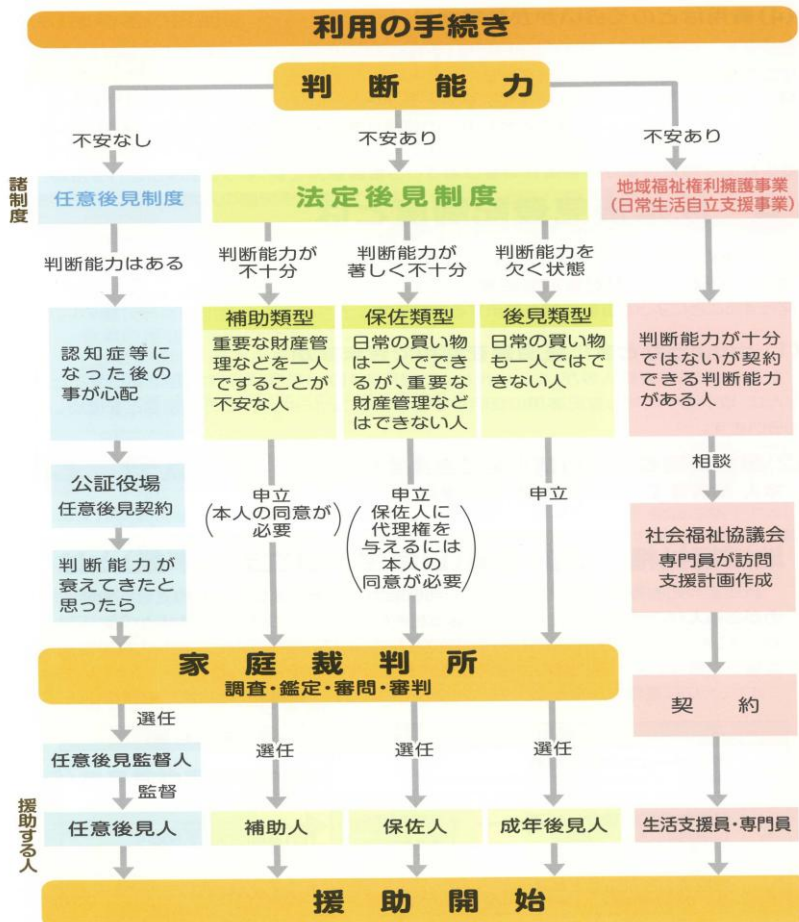 利用の手続き
判断能力
不安なし
不安あり
不安あり
諸制度
任意後見制度
法定後見制度
地域福祉権利擁護事業
(日常生活自立支援事業)
判断能力はある
判断能力が
不十分
判断能力が
著しく不十分
判断能力を
欠く状態
認知症等に
なった後の
事が心配
補助類型
重要な財産管
理などを一人
ですることが
不安な人
保佐類型
日常の買い物
は一人ででき
るが、重要な
財産管理など
はできない人
後見類型
日常の買い物
も一人ではで
きない人
判断能力が十分
ではないが契約
できる判断能力
がある人
相談
公証役場
任意後見契約
申立
(本人の同意が
必要)
申立
(保佐人に
代理権を
与えるには
本人の
同意が必要)
申立
社会福祉協議会
専門員が訪問
支援計画作成
判断能力が
衰えてきたと
思ったら
家庭裁判所
調査・鑑定・審問・審判
契約
選任
選任
選任
選任
任意後見監督人
監督
援助する人
任意後見人
補助人
保佐人
成年後見人
生活支援員・専門員
援助開始